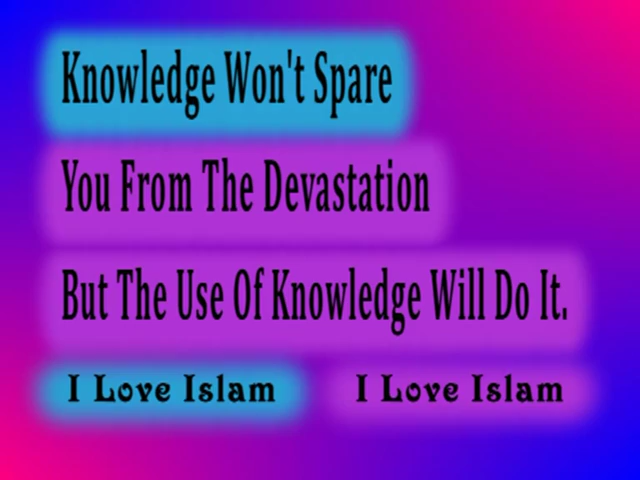 Knowledge Won't Spare
You From The Devastation
But The Use Of Knowledge Will Do It.
I Love Islam I Love Islam